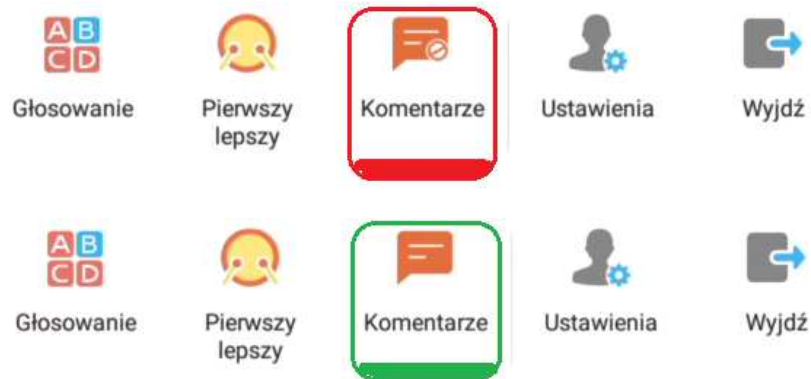 A B
C D
Głosowanie
Pierwszy
lepszy
Komentarze
Ustawienia
Wyjdź
A B
C D
Głosowanie
Pierwszy
lepszy
Komentarze
Ustawienia
Wyjdź